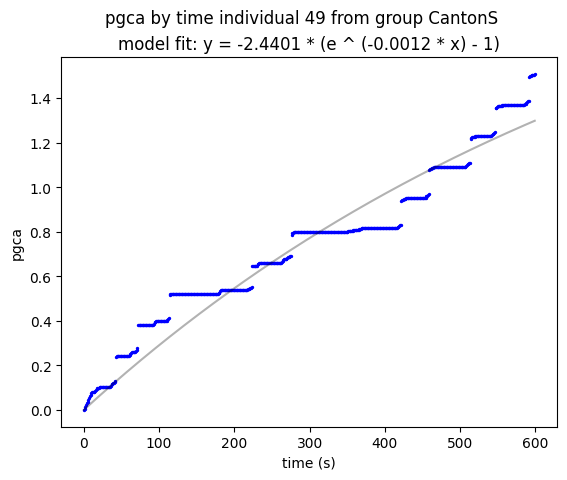 pgca by time individual 49 from group CantonS
model fit: y = -2.4401 * (e ^ (-0.0012 * x) - 1)
1.4
1.2
1.0
0.8
0.6
0.4
0.2
0.0
pgca
0 100 200 300 400 500 600
time (s)